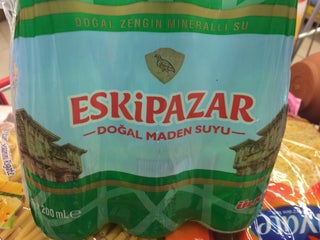 DOĞAL ZENGİN MİNERALLİ SU
ESKİPAZAR
DOĞAL MADEN SUYU
200 mL e